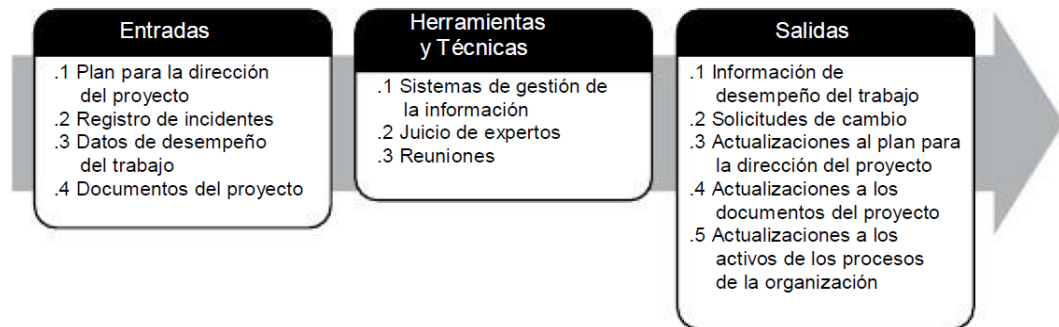 Entradas
.1 Plan para la dirección
del proyecto
.2 Registro de incidentes
.3 Datos de desempeño
del trabajo
.4 Documentos del proyecto
Herramientas
y Técnicas
.1 Sistemas de gestión de
la información
.2 Juicio de expertos
.3 Reuniones
Salidas
.1 Información de
desempeño del trabajo
.2 Solicitudes de cambio
.3 Actualizaciones al plan para
la dirección del proyecto
.4 Actualizaciones a los
documentos del proyecto
.5 Actualizaciones a los
activos de los procesos
de la organización